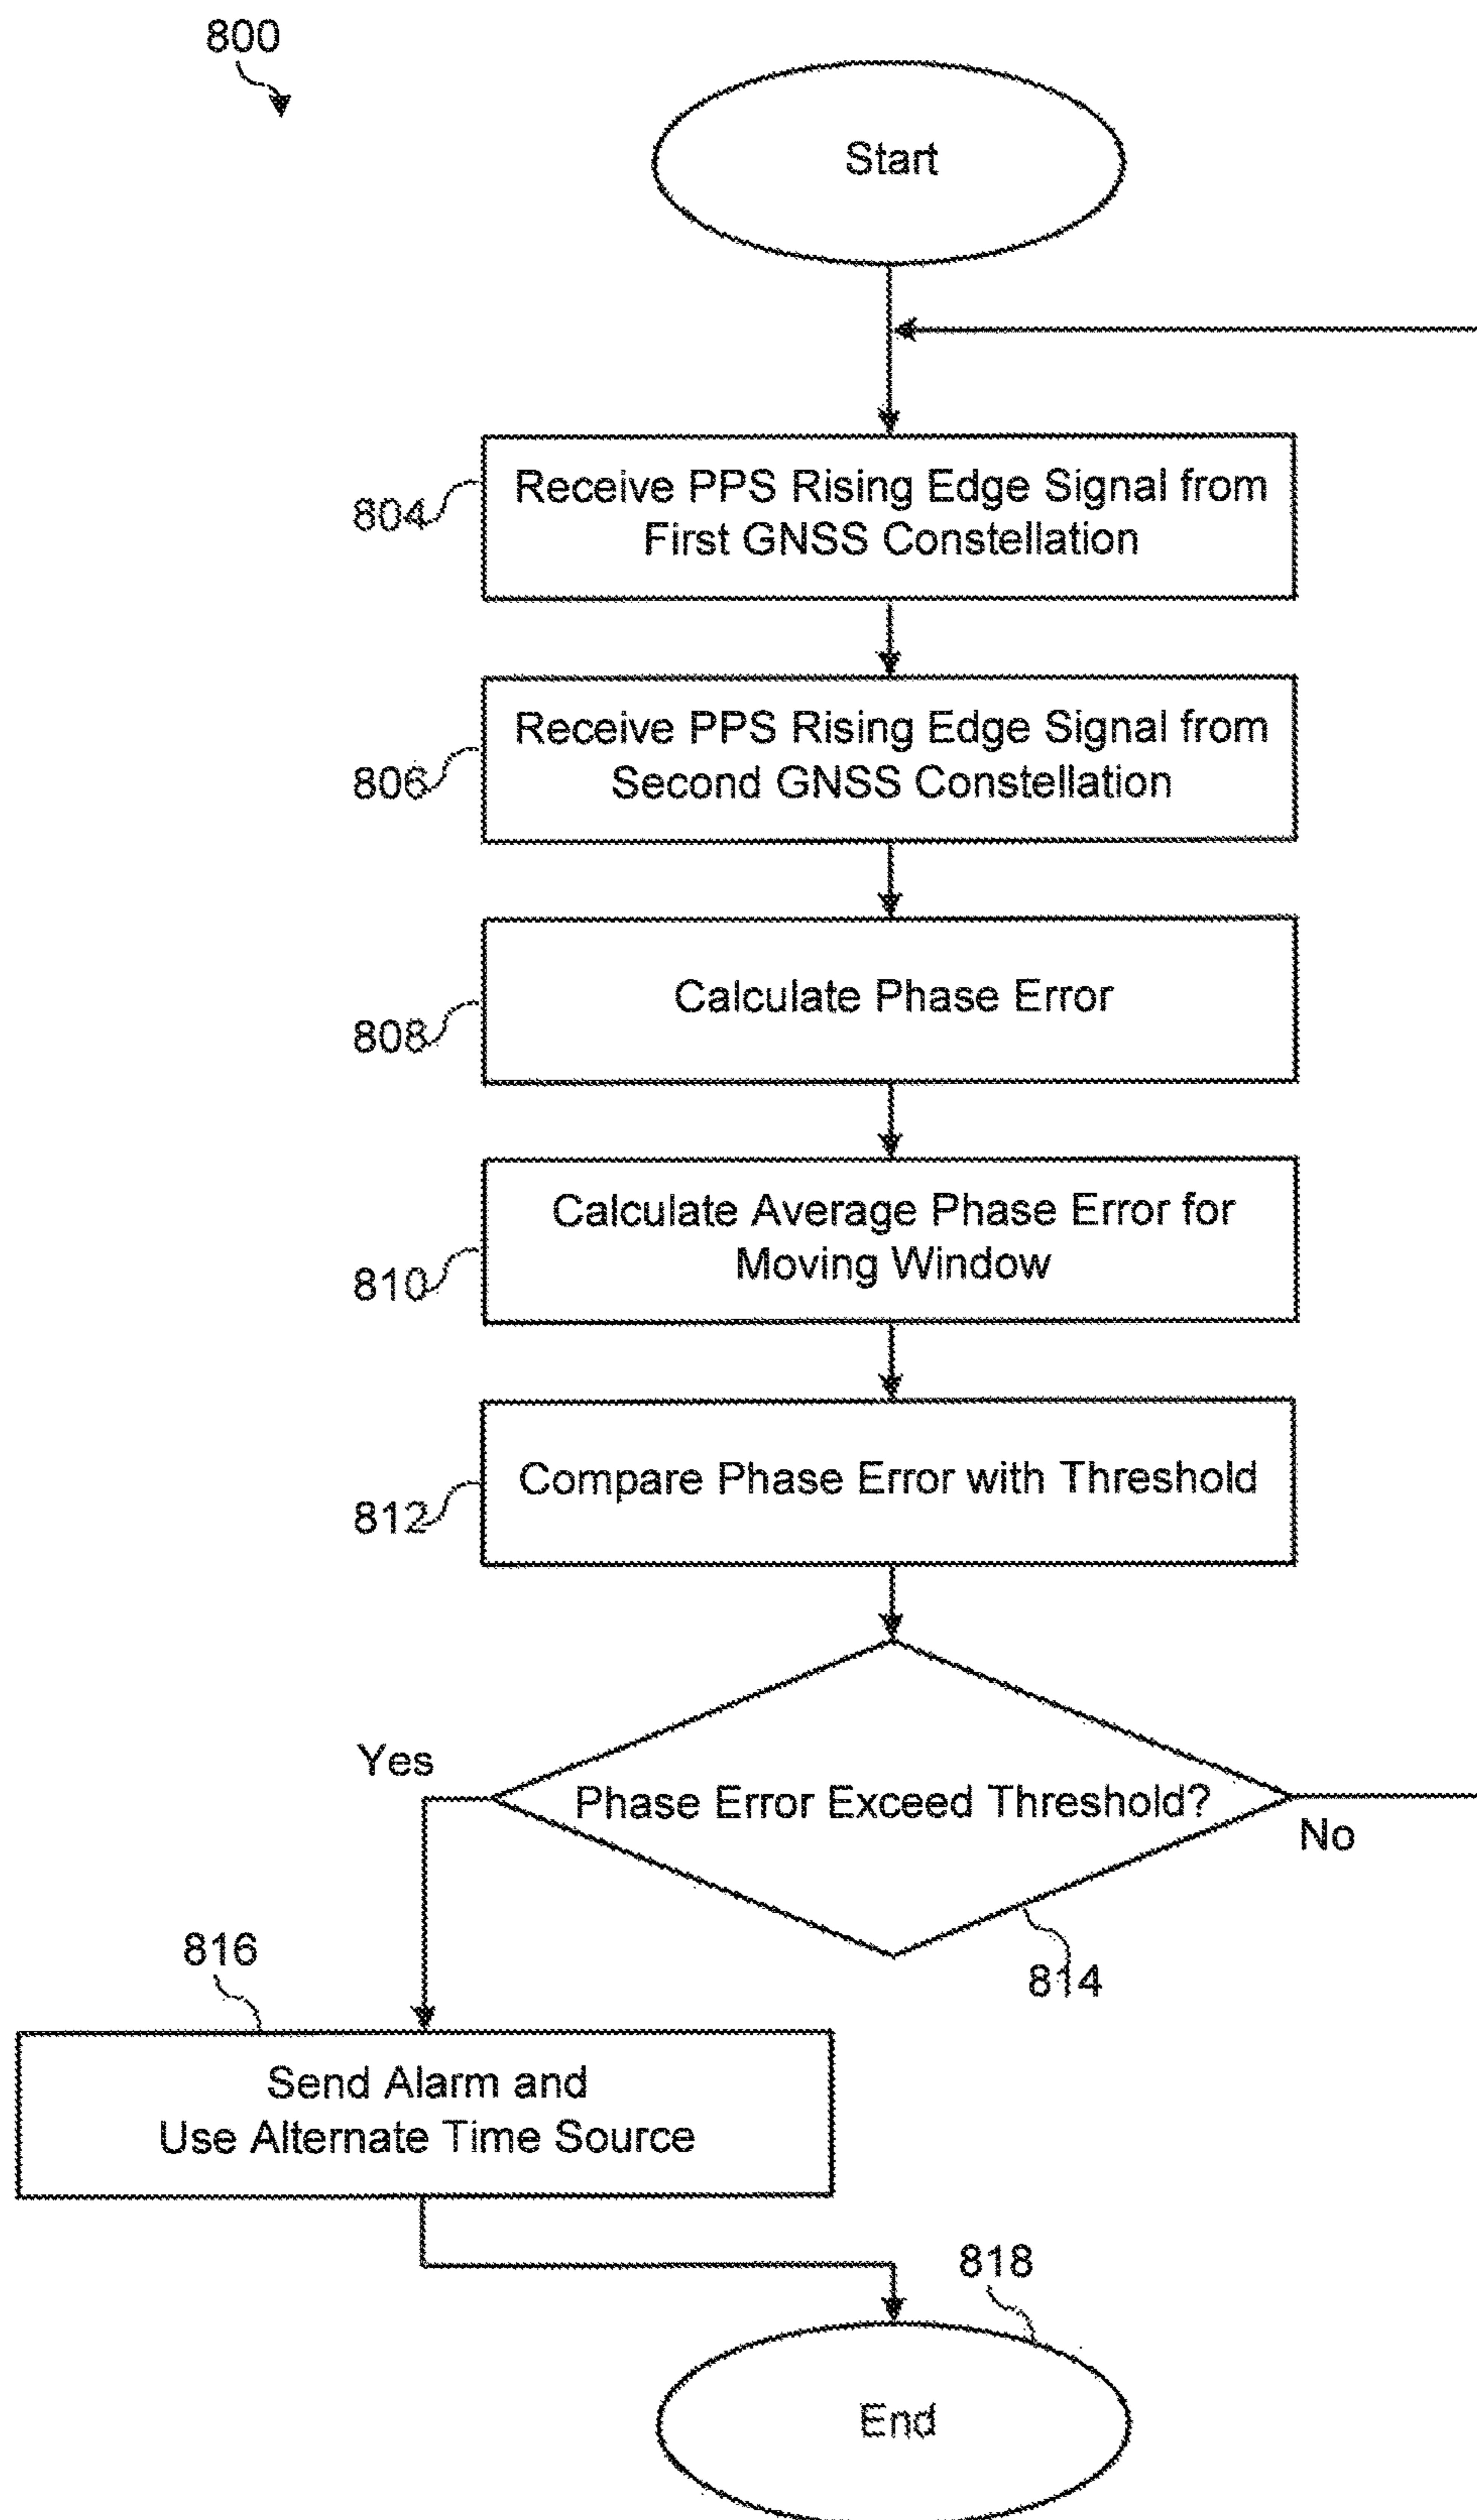 800
Start
804
Receive PPS Rising Edge Signal from
First GNSS Constellation
806
Receive PPS Rising Edge Signal from
Second GNSS Constellation
808
Calculate Phase Error
810
Calculate Average Phase Error for
Moving Window
812
Compare Phase Error with Threshold
Yes
Phase Error Exceed Threshold?
No
814
816
Send Alarm and
Use Alternate Time Source
818
End